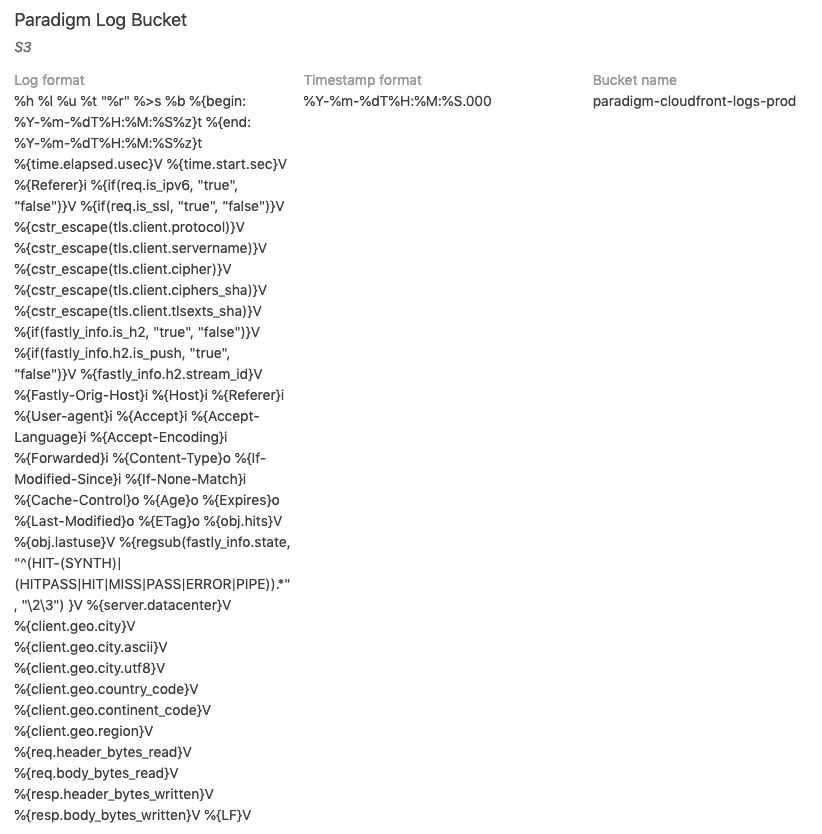 Paradigm Log Bucket
S3
Log format
%h %l %u %t "%r" %>s %b %{begin:
%Y-%m-%dT%H:%M:%S%z}t %{end:
%Y-%m-%dT%H:%M:%S%z}t
%{time.elapsed.usec}V %{time.start.sec}V
%{Referer}i %{if(req.is_ipv6, "true",
"false")}V %{if(req.is_ssl, "true", "false")}V
%{cstr_escape(tls.client.protocol)}V
%{cstr_escape(tls.client.servername)}V
%{cstr_escape(tls.client.cipher)}V
%{cstr_escape(tls.client.ciphers_sha)}V
%{cstr_escape(tls.client.tlsexts_sha)}V
%{if(fastly_info.is_h2, "true", "false")}V
%{if(fastly_info.h2.is_push, "true",
"false")}V %{fastly_info.h2.stream_id}V
%{Fastly-Orig-Host}i %{Host}i %{Referer}i
%{User-agent}i %{Accept}i %{Accept-
Language}i %{Accept-Encoding}i
%{Forwarded}i %{Content-Type}o %{If-
Modified-Since}i %{If-None-Match}i
%{Cache-Control}o %{Age}o %{Expires}o
%{Last-Modified}o %{ETag}o %{obj.hits}V
%{obj.lastuse}V %{regsub(fastly_info.state,
"^(HIT-(SYNTH)|
(HITPASS|HIT|MISS|PASS|ERROR|PIPE)).*"
, "\2\3") }V %{server.datacenter}V
%{client.geo.city}V
%{client.geo.city.ascii}V
%{client.geo.city.utf8}V
%{client.geo.country_code}V
%{client.geo.continent_code}V
%{client.geo.region}V
%{req.header_bytes_read}V
%{req.body_bytes_read}V
%{resp.header_bytes_written}V
%{resp.body_bytes_written}V %{LF}V
Timestamp format
%Y-%m-%dT%H:%M:%S.000
Bucket name
paradigm-cloudfront-logs-prod